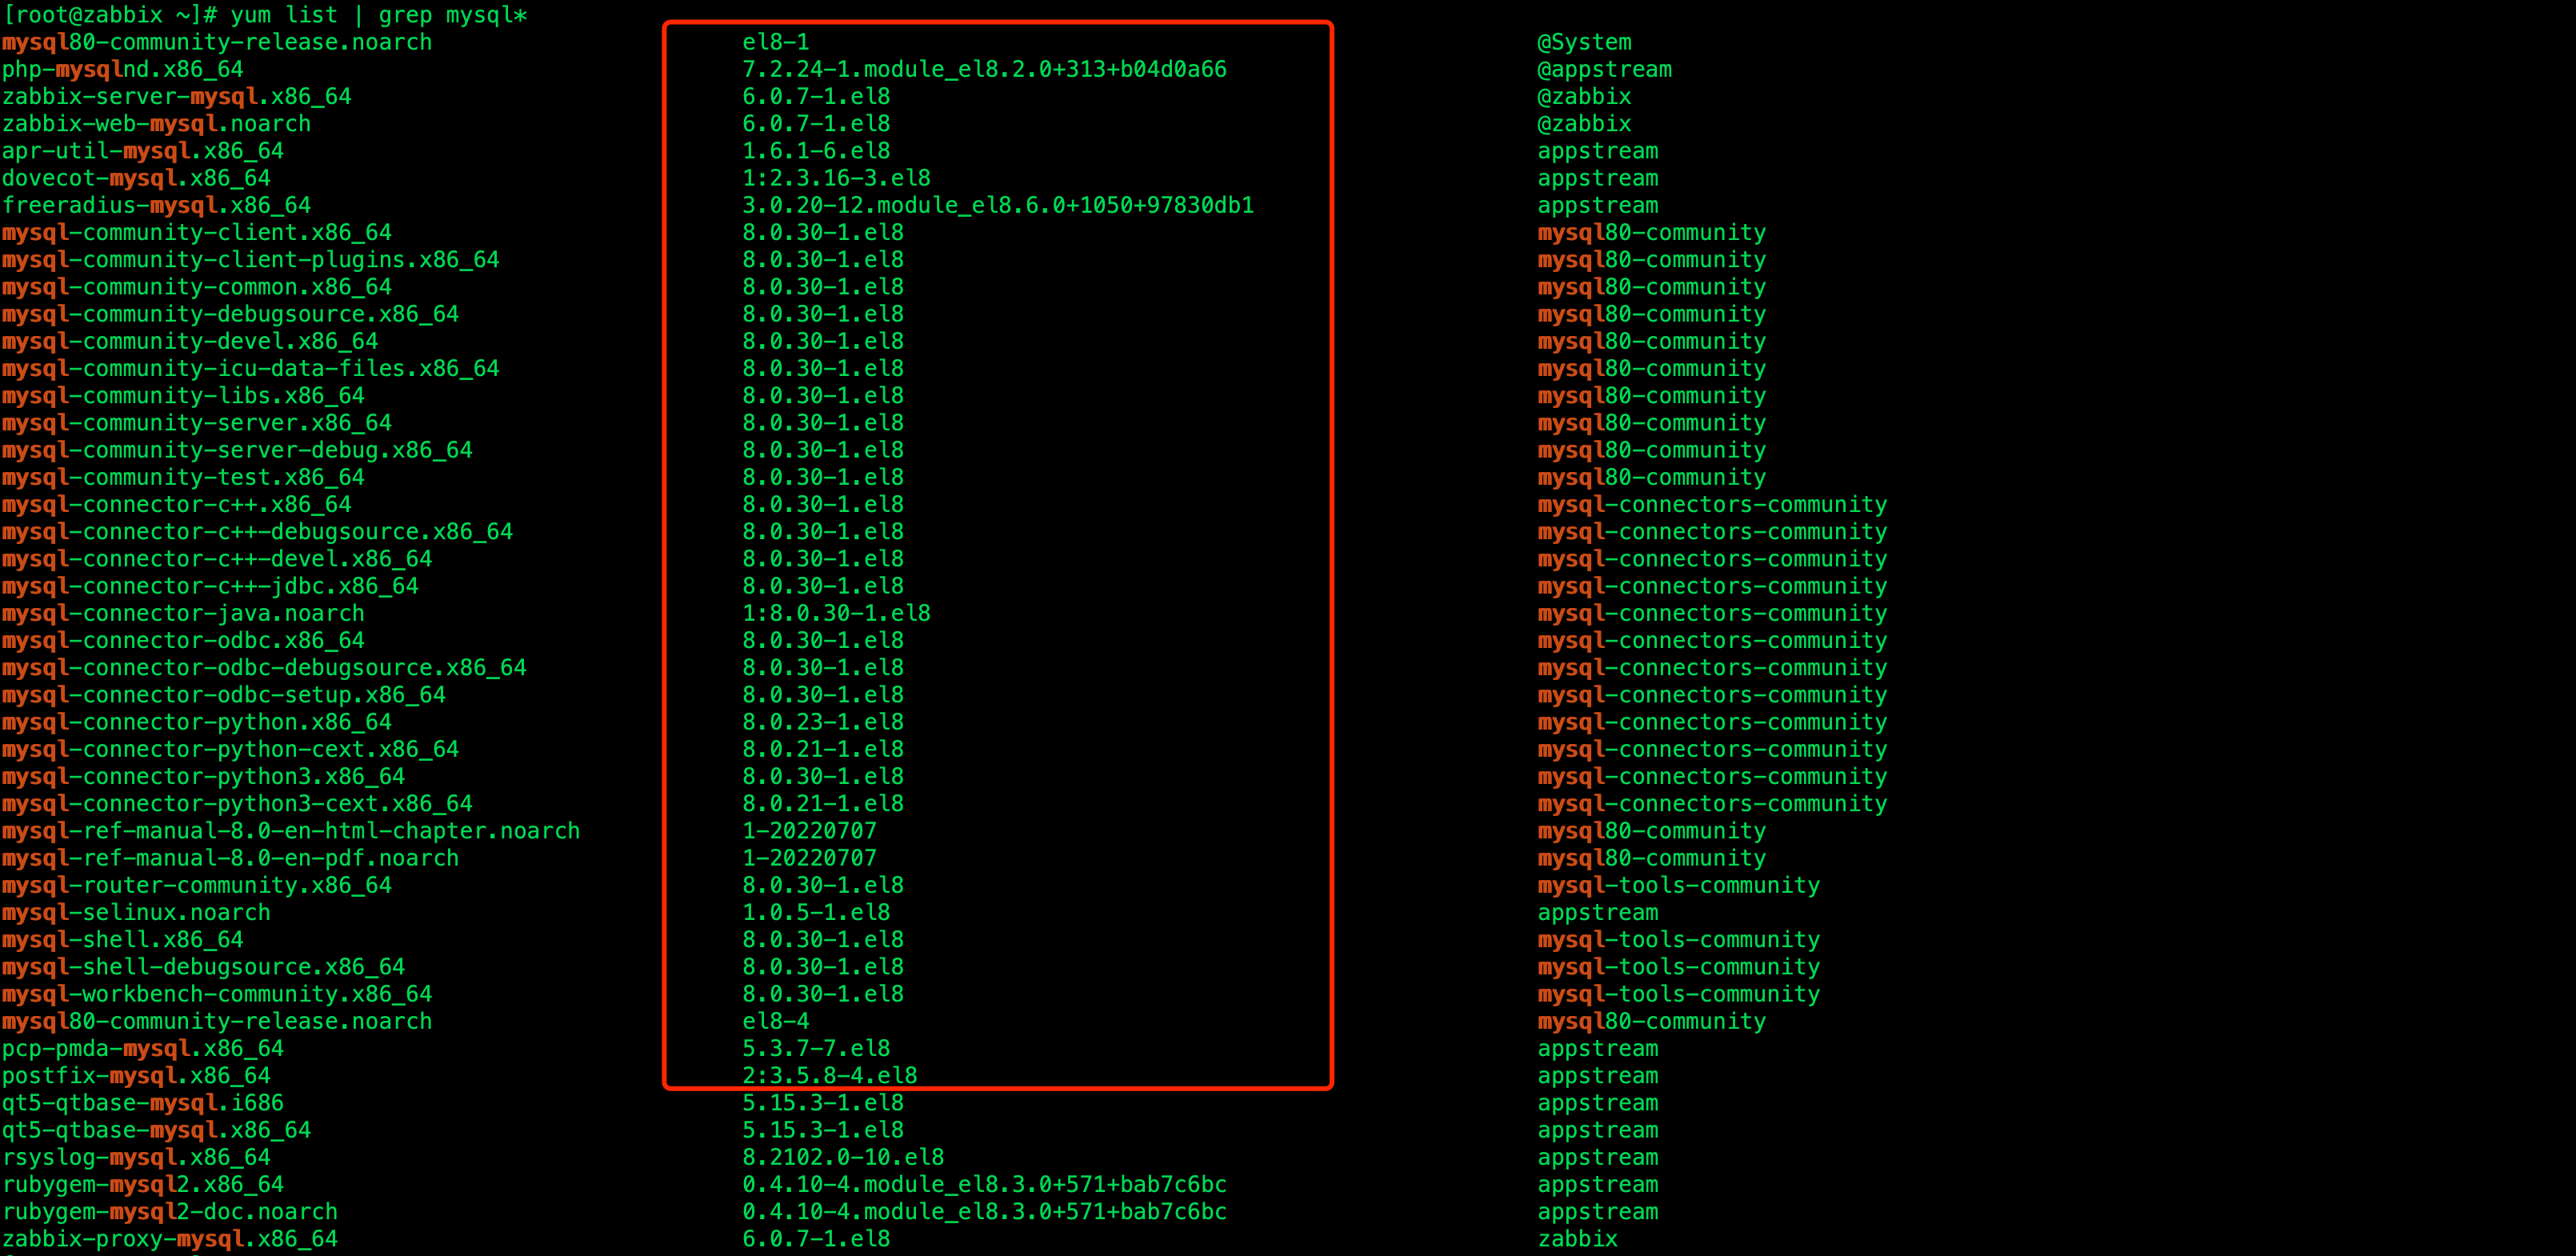 [root@zabbix ~]# yum list | grep mysql*
mysql80-community-release.noarch el8-1 @System
php-mysqlnd.x86_64 7.2.24-1.module_el8.2.0+313+b04d0a66 @appstream
zabbix-server-mysql.x86_64 6.0.7-1.el8 @zabbix
zabbix-web-mysql.noarch 6.0.7-1.el8 @zabbix
apr-util-mysql.x86_64 1.6.1-6.el8 appstream
dovecot-mysql.x86_64 1:2.3.16-3.el8 appstream
freeradius-mysql.x86_64 3.0.20-12.module_el8.6.0+1050+97830db1 appstream
mysql-community-client.x86_64 8.0.30-1.el8 mysql80-community
mysql-community-client-plugins.x86_64 8.0.30-1.el8 mysql80-community
mysql-community-common.x86_64 8.0.30-1.el8 mysql80-community
mysql-community-debugsource.x86_64 8.0.30-1.el8 mysql80-community
mysql-community-devel.x86_64 8.0.30-1.el8 mysql80-community
mysql-community-icu-data-files.x86_64 8.0.30-1.el8 mysql80-community
mysql-community-libs.x86_64 8.0.30-1.el8 mysql80-community
mysql-community-server.x86_64 8.0.30-1.el8 mysql80-community
mysql-community-server-debug.x86_64 8.0.30-1.el8 mysql80-community
mysql-community-test.x86_64 8.0.30-1.el8 mysql80-community
mysql-connector-c++.x86_64 8.0.30-1.el8 mysql-connectors-community
mysql-connector-c++-debugsource.x86_64 8.0.30-1.el8 mysql-connectors-community
mysql-connector-c++-devel.x86_64 8.0.30-1.el8 mysql-connectors-community
mysql-connector-c++-jdbc.x86_64 8.0.30-1.el8 mysql-connectors-community
mysql-connector-java.noarch 1:8.0.30-1.el8 mysql-connectors-community
mysql-connector-odbc.x86_64 8.0.30-1.el8 mysql-connectors-community
mysql-connector-odbc-debugsource.x86_64 8.0.30-1.el8 mysql-connectors-community
mysql-connector-odbc-setup.x86_64 8.0.30-1.el8 mysql-connectors-community
mysql-connector-python.x86_64 8.0.23-1.el8 mysql-connectors-community
mysql-connector-python-cext.x86_64 8.0.21-1.el8 mysql-connectors-community
mysql-connector-python3.x86_64 8.0.30-1.el8 mysql-connectors-community
mysql-connector-python3-cext.x86_64 8.0.21-1.el8 mysql-connectors-community
mysql-ref-manual-8.0-en-html-chapter.noarch 1-20220707 mysql80-community
mysql-ref-manual-8.0-en-pdf.noarch 1-20220707 mysql80-community
mysql-router-community.x86_64 8.0.30-1.el8 mysql-tools-community
mysql-selinux.noarch 1.0.5-1.el8 appstream
mysql-shell.x86_64 8.0.30-1.el8 mysql-tools-community
mysql-shell-debugsource.x86_64 8.0.30-1.el8 mysql-tools-community
mysql-workbench-community.x86_64 8.0.30-1.el8 mysql-tools-community
mysql80-community-release.noarch el8-4 mysql80-community
pcp-pmda-mysql.x86_64 5.3.7-7.el8 appstream
postfix-mysql.x86_64 2:3.5.8-4.el8 appstream
qt5-qtbase-mysql.i686 5.15.3-1.el8 appstream
qt5-qtbase-mysql.x86_64 5.15.3-1.el8 appstream
rsyslog-mysql.x86_64 8.2102.0-10.el8 appstream
rubygem-mysql2.x86_64 0.4.10-4.module_el8.3.0+571+bab7c6bc appstream
rubygem-mysql2-doc.noarch 0.4.10-4.module_el8.3.0+571+bab7c6bc appstream
zabbix-proxy-mysql.x86_64 6.0.7-1.el8 zabbix